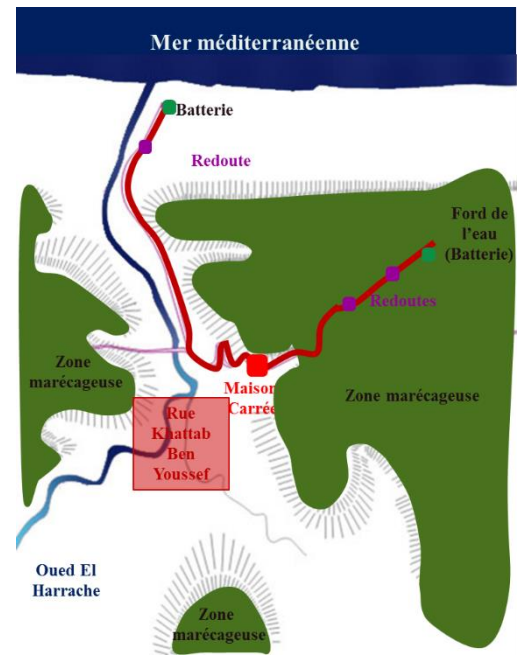 Mer méditerranéenne
Batterie
Redoute
Ford de
l'eau
(Batterie)
Redoutes
Zone
marécageuse
Maison
Carrée
Zone marécageuse
Rue
Khattab
Ben
Youssef
Oued El
Harrache
Zone
marécageuse